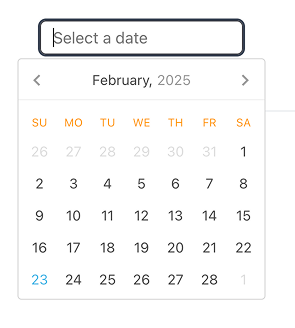 Select a date
February, 2025
SU MO TU WE TH FR SA
26 27 28 29 30 31 1
2 3 4 5 6 7 8
9 10 11 12 13 14 15
16 17 18 19 20 21 22
23 24 25 26 27 28 1